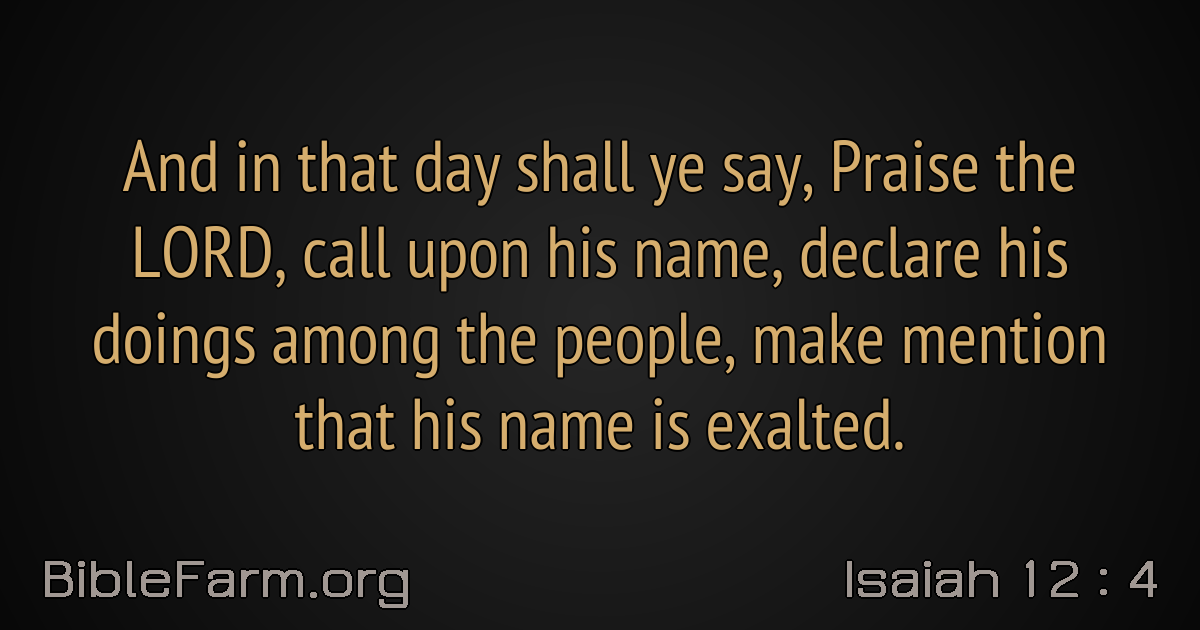 And in that day shall ye say, Praise the
LORD, call upon his name, declare his
doings among the people, make mention
that his name is exalted.
BibleFarm.org
Isaiah 12 : 4